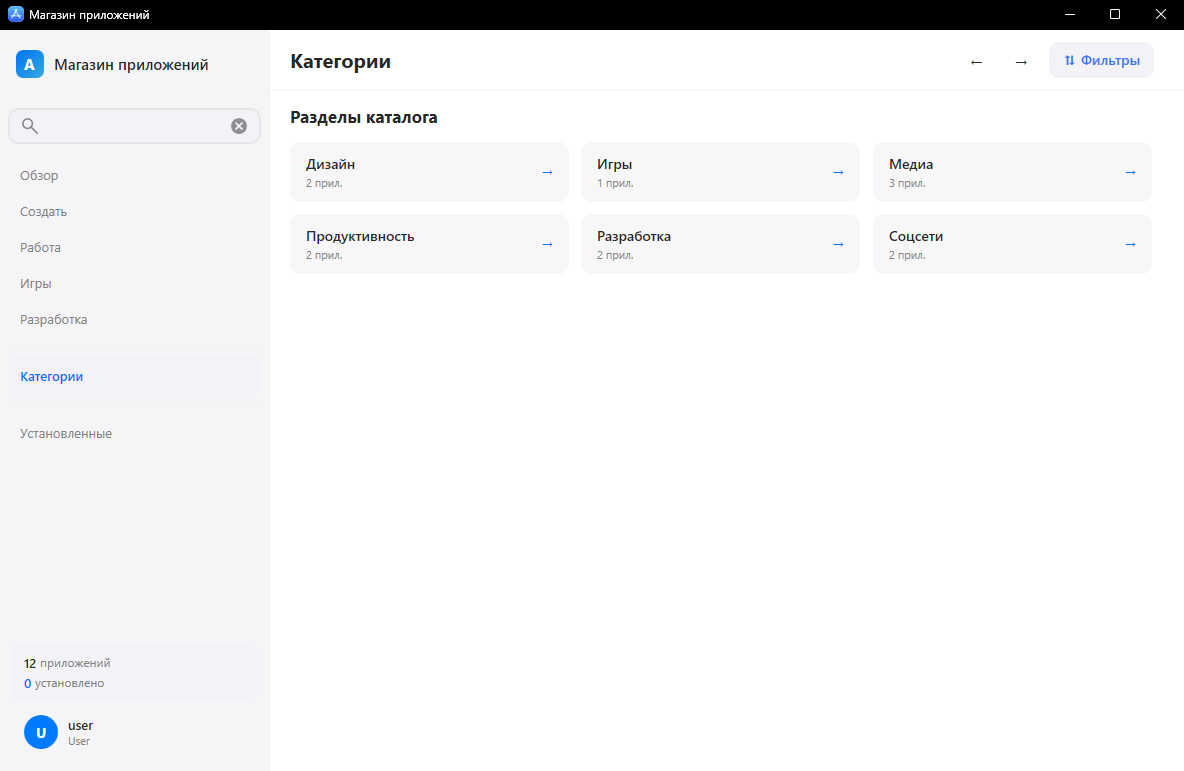 Магазин приложений
A Магазин приложений
Обзор
Создать
Работа
Игры
Разработка
Категории
Установленные
12 приложений
0 установлено
U
user
User
Категории
← → Фильтры
Разделы каталога
Дизайн
2 прил.
→
Игры
1 прил.
→
Медиа
3 прил.
→
Продуктивность
2 прил.
→
Разработка
2 прил.
→
Соцсети
2 прил.
→